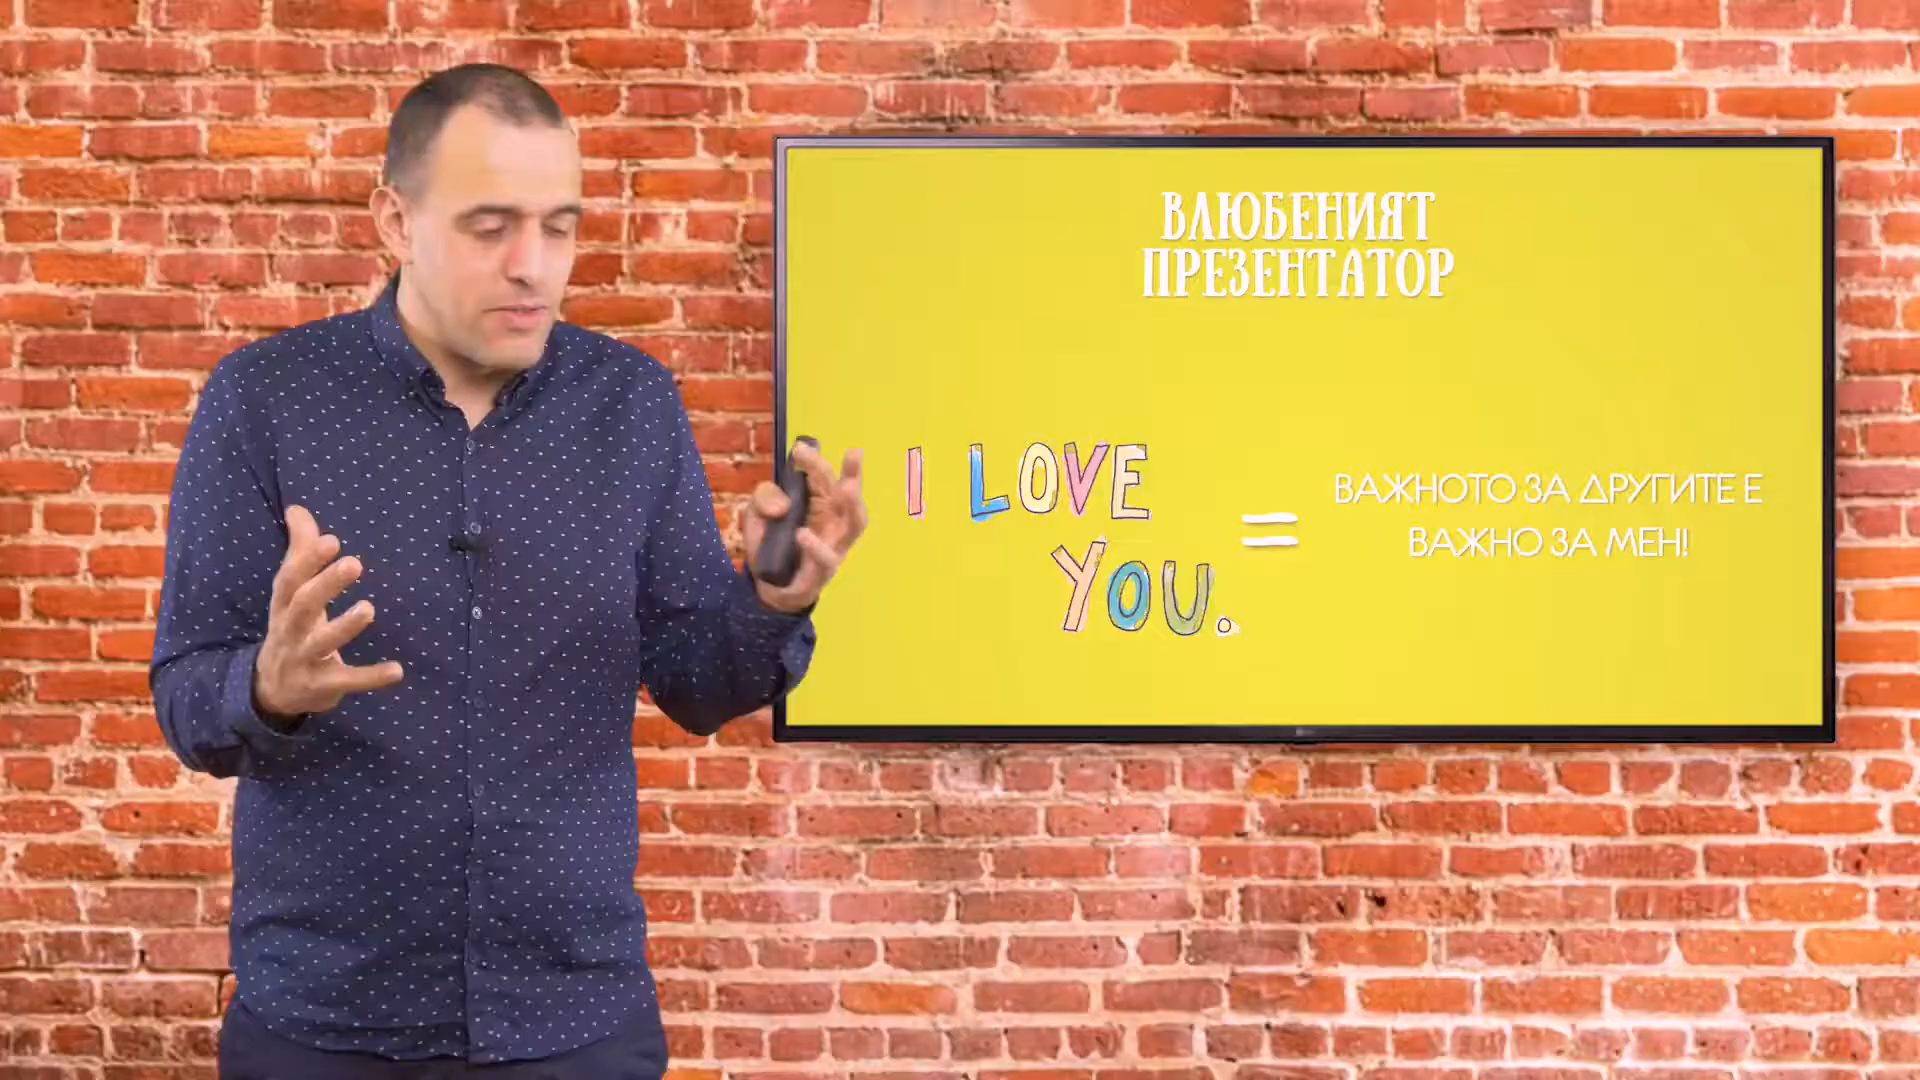 ВЛЮБЕНИЯТ
ПРЕЗЕНТАТОР
I LOVE
YOU.
=
ВАЖНОТО ЗА ДРУГИТЕ Е
ВАЖНО ЗА МЕН!